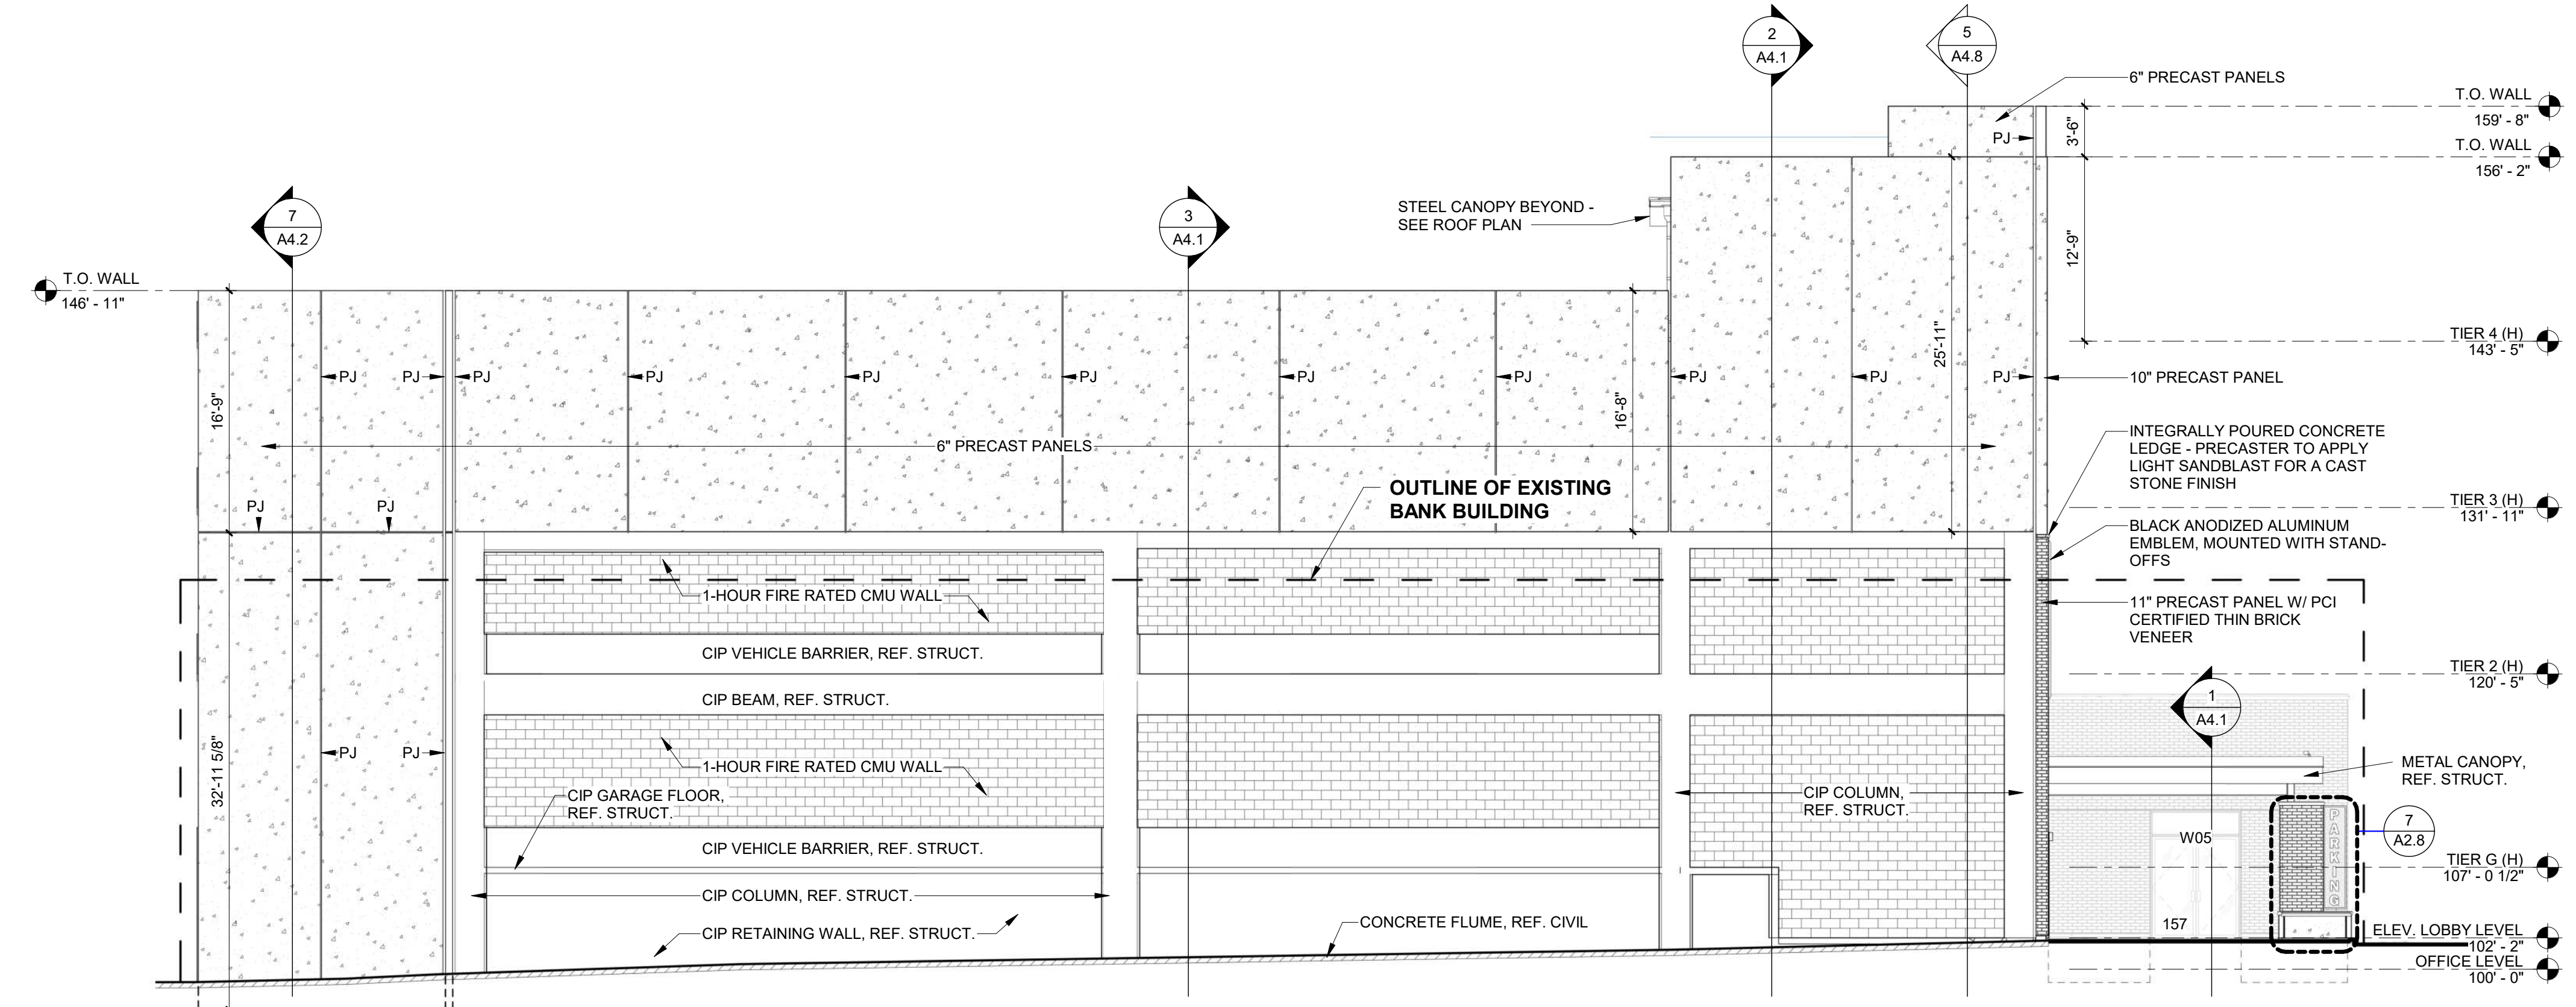 2
A4.1
5
A4.8
6" PRECAST PANELS
T.O. WALL
159' - 8"
PJ
3'-6"
T.O. WALL
156' - 2"
7
A4.2
3
A4.1
STEEL CANOPY BEYOND -
SEE ROOF PLAN
12'-9"
T.O. WALL
146' - 11"
TIER 4 (H)
143' - 5"
25'-11"
PJ
PJ
PJ
PJ
PJ
PJ
PJ
PJ
PJ
PJ
PJ
10" PRECAST PANEL
16'-9"
16'-8"
6" PRECAST PANELS
INTEGRALLY POURED CONCRETE
LEDGE - PRECASTER TO APPLY
LIGHT SANDBLAST FOR A CAST
STONE FINISH
OUTLINE OF EXISTING
BANK BUILDING
PJ
PJ
TIER 3 (H)
131' - 11"
BLACK ANODIZED ALUMINUM
EMBLEM, MOUNTED WITH STAND-
OFFS
1-HOUR FIRE RATED CMU WALL
11" PRECAST PANEL W/ PCI
CERTIFIED THIN BRICK
VENEER
CIP VEHICLE BARRIER, REF. STRUCT.
TIER 2 (H)
120' - 5"
CIP BEAM, REF. STRUCT.
1
A4.1
32'-11 5/8"
PJ
PJ
1-HOUR FIRE RATED CMU WALL
METAL CANOPY,
REF. STRUCT.
CIP GARAGE FLOOR,
REF. STRUCT.
CIP COLUMN,
REF. STRUCT.
PARKING
7
A2.8
W05
CIP VEHICLE BARRIER, REF. STRUCT.
TIER G (H)
107' - 0 1/2"
CIP COLUMN, REF. STRUCT.
CONCRETE FLUME, REF. CIVIL
157
CIP RETAINING WALL, REF. STRUCT.
ELEV. LOBBY LEVEL
102' - 2"
OFFICE LEVEL
100' - 0"